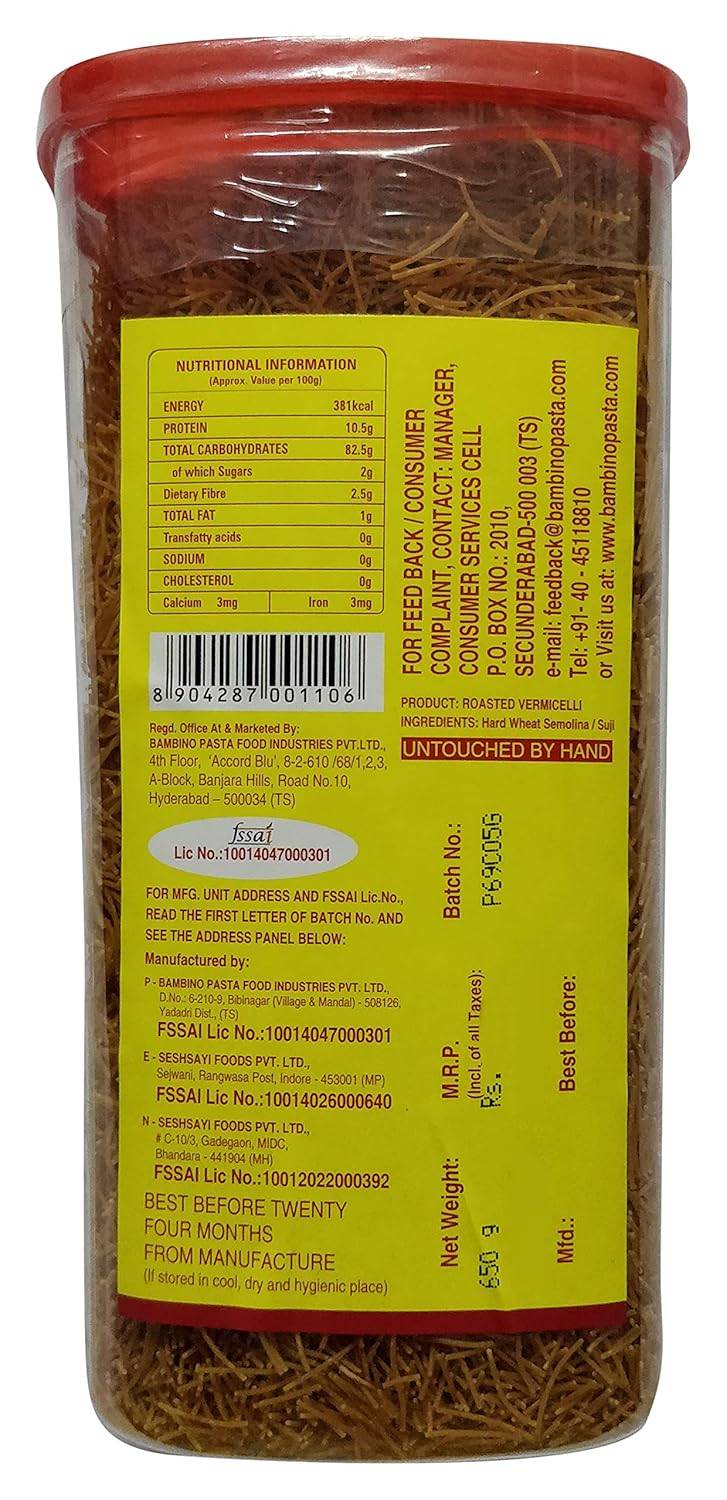 NUTRITIONAL INFORMATION
(Approx. Value per 100g)
ENERGY 381kcal
PROTEIN 10.5g
TOTAL CARBOHYDRATES 82.5g
of which Sugars 2g
Dietary Fibre 2.5g
TOTAL FAT 1g
Transfatty acids 0g
SODIUM 0g
CHOLESTEROL 0g
Calcium 3mg Iron 3mg
8 904287 001106
Regd. Office At & Marketed By:
BAMBINO PASTA FOOD INDUSTRIES PVT.LTD.,
4th Floor, 'Accord Blu', 8-2-610 /68/1,2,3,
A-Block, Banjara Hills, Road No.10,
Hyderabad – 500034 (TS)
fssai
Lic No.:10014047000301
FOR MFG. UNIT ADDRESS AND FSSAI Lic.No.,
READ THE FIRST LETTER OF BATCH No. AND
SEE THE ADDRESS PANEL BELOW:
Manufactured by:
P - BAMBINO PASTA FOOD INDUSTRIES PVT. LTD.,
D.No.: 6-210-9, Bibinagar (Village & Mandal) - 508126,
Yadadri Dist., (TS)
FSSAI Lic No.:10014047000301
E - SESHSAYI FOODS PVT. LTD.,
Sejwani, Rangwasa Post, Indore - 453001 (MP)
FSSAI Lic No.:10014026000640
N - SESHSAYI FOODS PVT. LTD.,
# C-10/3, Gadegaon, MIDC,
Bhandara - 441904 (MH)
FSSAI Lic No.:10012022000392
BEST BEFORE TWENTY
FOUR MONTHS
FROM MANUFACTURE
(If stored in cool, dry and hygienic place)
FOR FEED BACK / CONSUMER
COMPLAINT, CONTACT: MANAGER,
CONSUMER SERVICES CELL
P.O. BOX NO.: 2010,
SECUNDERABAD-500 003 (TS)
e-mail: feedback@bambinopasta.com
Tel: +91- 40 - 45118810
or Visit us at: www.bambinopasta.com
PRODUCT: ROASTED VERMICELLI
INGREDIENTS: Hard Wheat Semolina / Suji
UNTOUCHED BY HAND
Batch No.:
P69C05G
M.R.P.
(Incl. of all Taxes):
Rs.
Net Weight:
650 g
Best Before:
Mfd.: